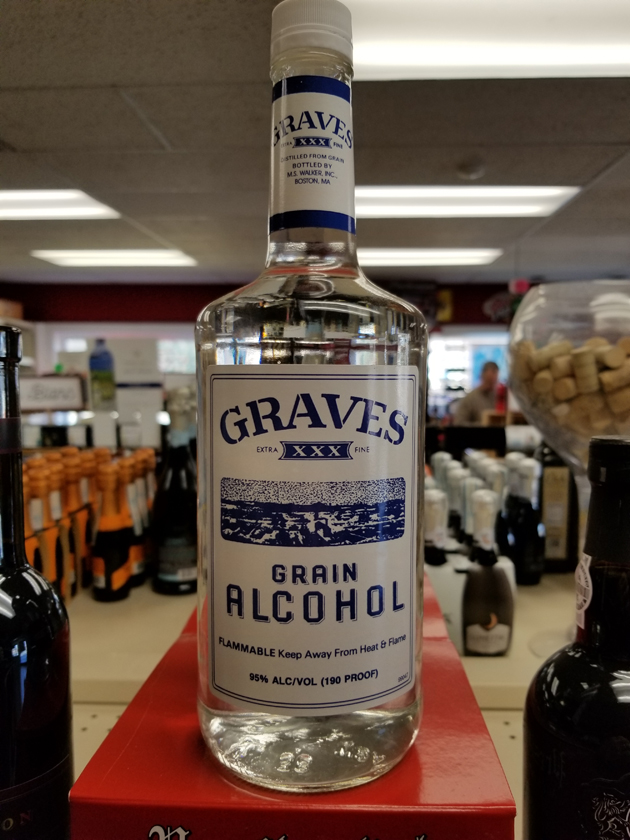 GRAVES
EXTRA XXX FINE
DISTILLED FROM GRAIN
BOTTLED BY
M.S. WALKER, INC.,
BOSTON, MA
GRAVES
EXTRA XXX FINE
GRAIN
ALCOHOL
FLAMMABLE Keep Away From Heat & Flame
95% ALC/VOL (190 PROOF)